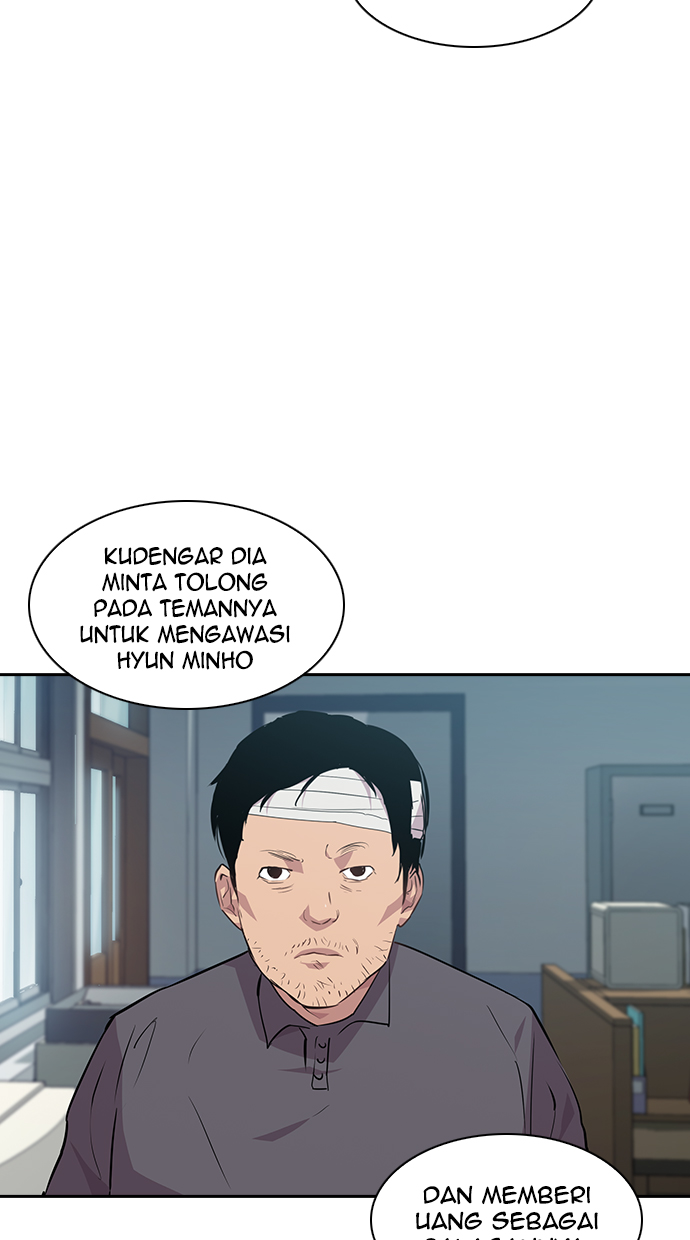 KUDENGAR DIA
MINTA TOLONG
PADA TEMANNYA
UNTUK MENGAWASI
HYUN MINHO
DAN MEMBERI
UANG SEBAGAI